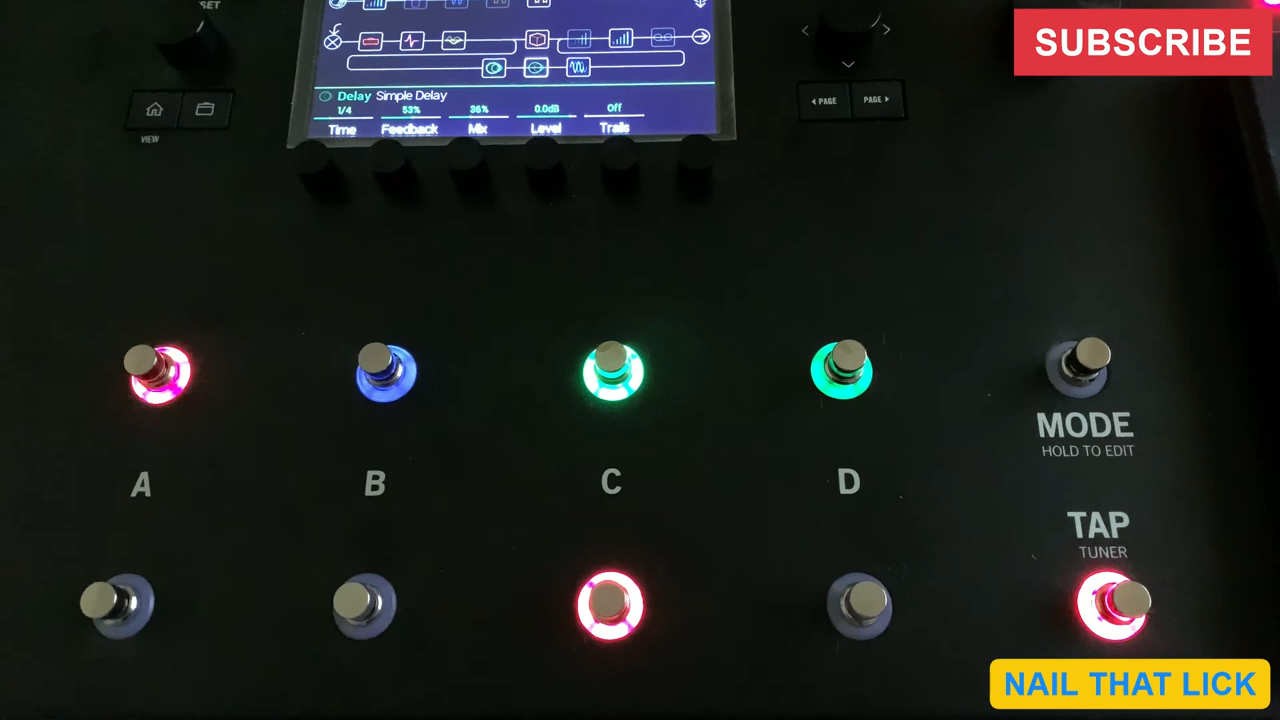 SET
SUBSCRIBE
VIEW
◄ PAGE
PAGE ►
Delay Simple Delay
1/4 53% 36% 0.0dB Off
Time Feedback Mix Level Trails
A
B
C
D
MODE
HOLD TO EDIT
TAP
TUNER
NAIL THAT LICK